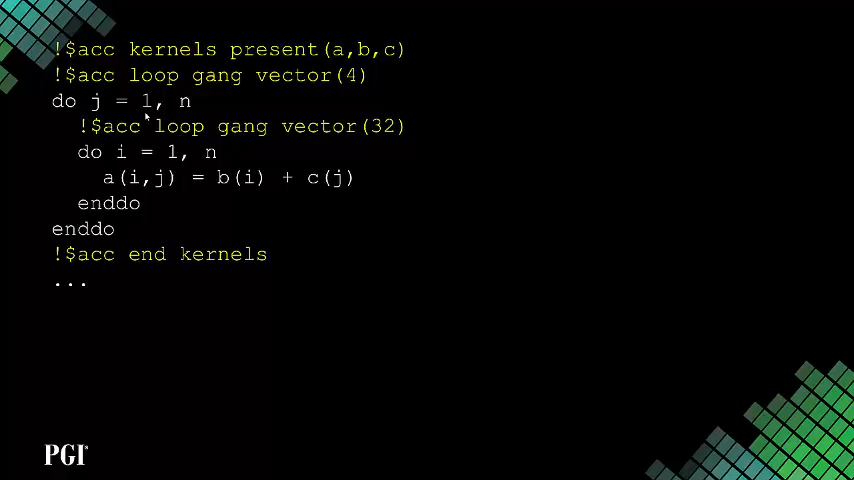 !$acc kernels present(a,b,c)
!$acc loop gang vector(4)
do j = 1, n
!$acc loop gang vector(32)
do i = 1, n
a(i,j) = b(i) + c(j)
enddo
enddo
!$acc end kernels
...
PGI®